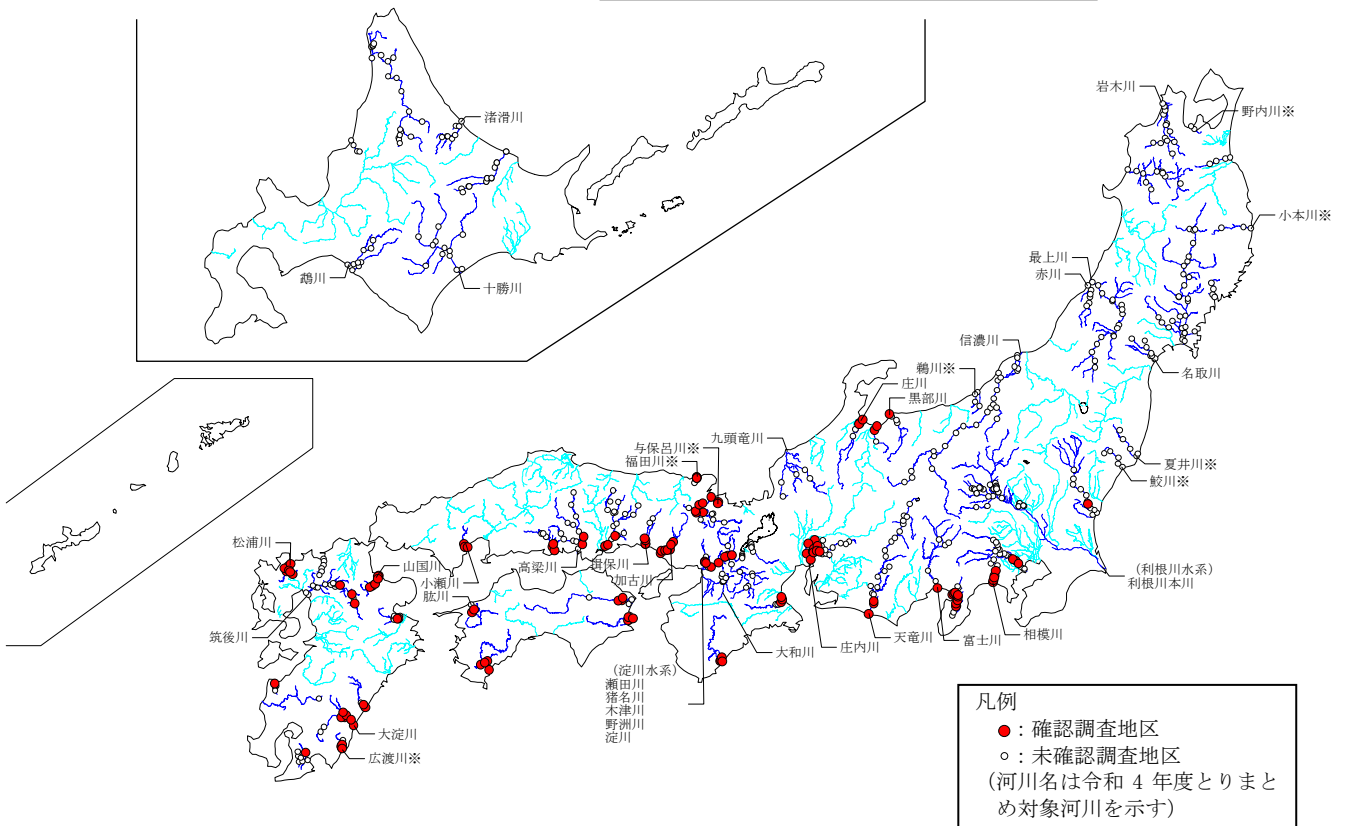 渚滑川
鵡川
十勝川
岩木川
野内川※
小本川※
最上川
赤川
信濃川
名取川
鵜川※
庄川
黒部川
九頭竜川
与保呂川※
福田川※
夏井川※
鮫川※
(利根川水系)
利根川本川
松浦川
山国川
小瀬川
肱川
高梁川
揖保川
加古川
筑後川
大和川
庄内川
天竜川
富士川
相模川
(淀川水系)
瀬田川
猪名川
木津川
野洲川
淀川
大淀川
広渡川※
凡例
●：確認調査地区
○：未確認調査地区
(河川名は令和 4 年度とりまと
め対象河川を示す)